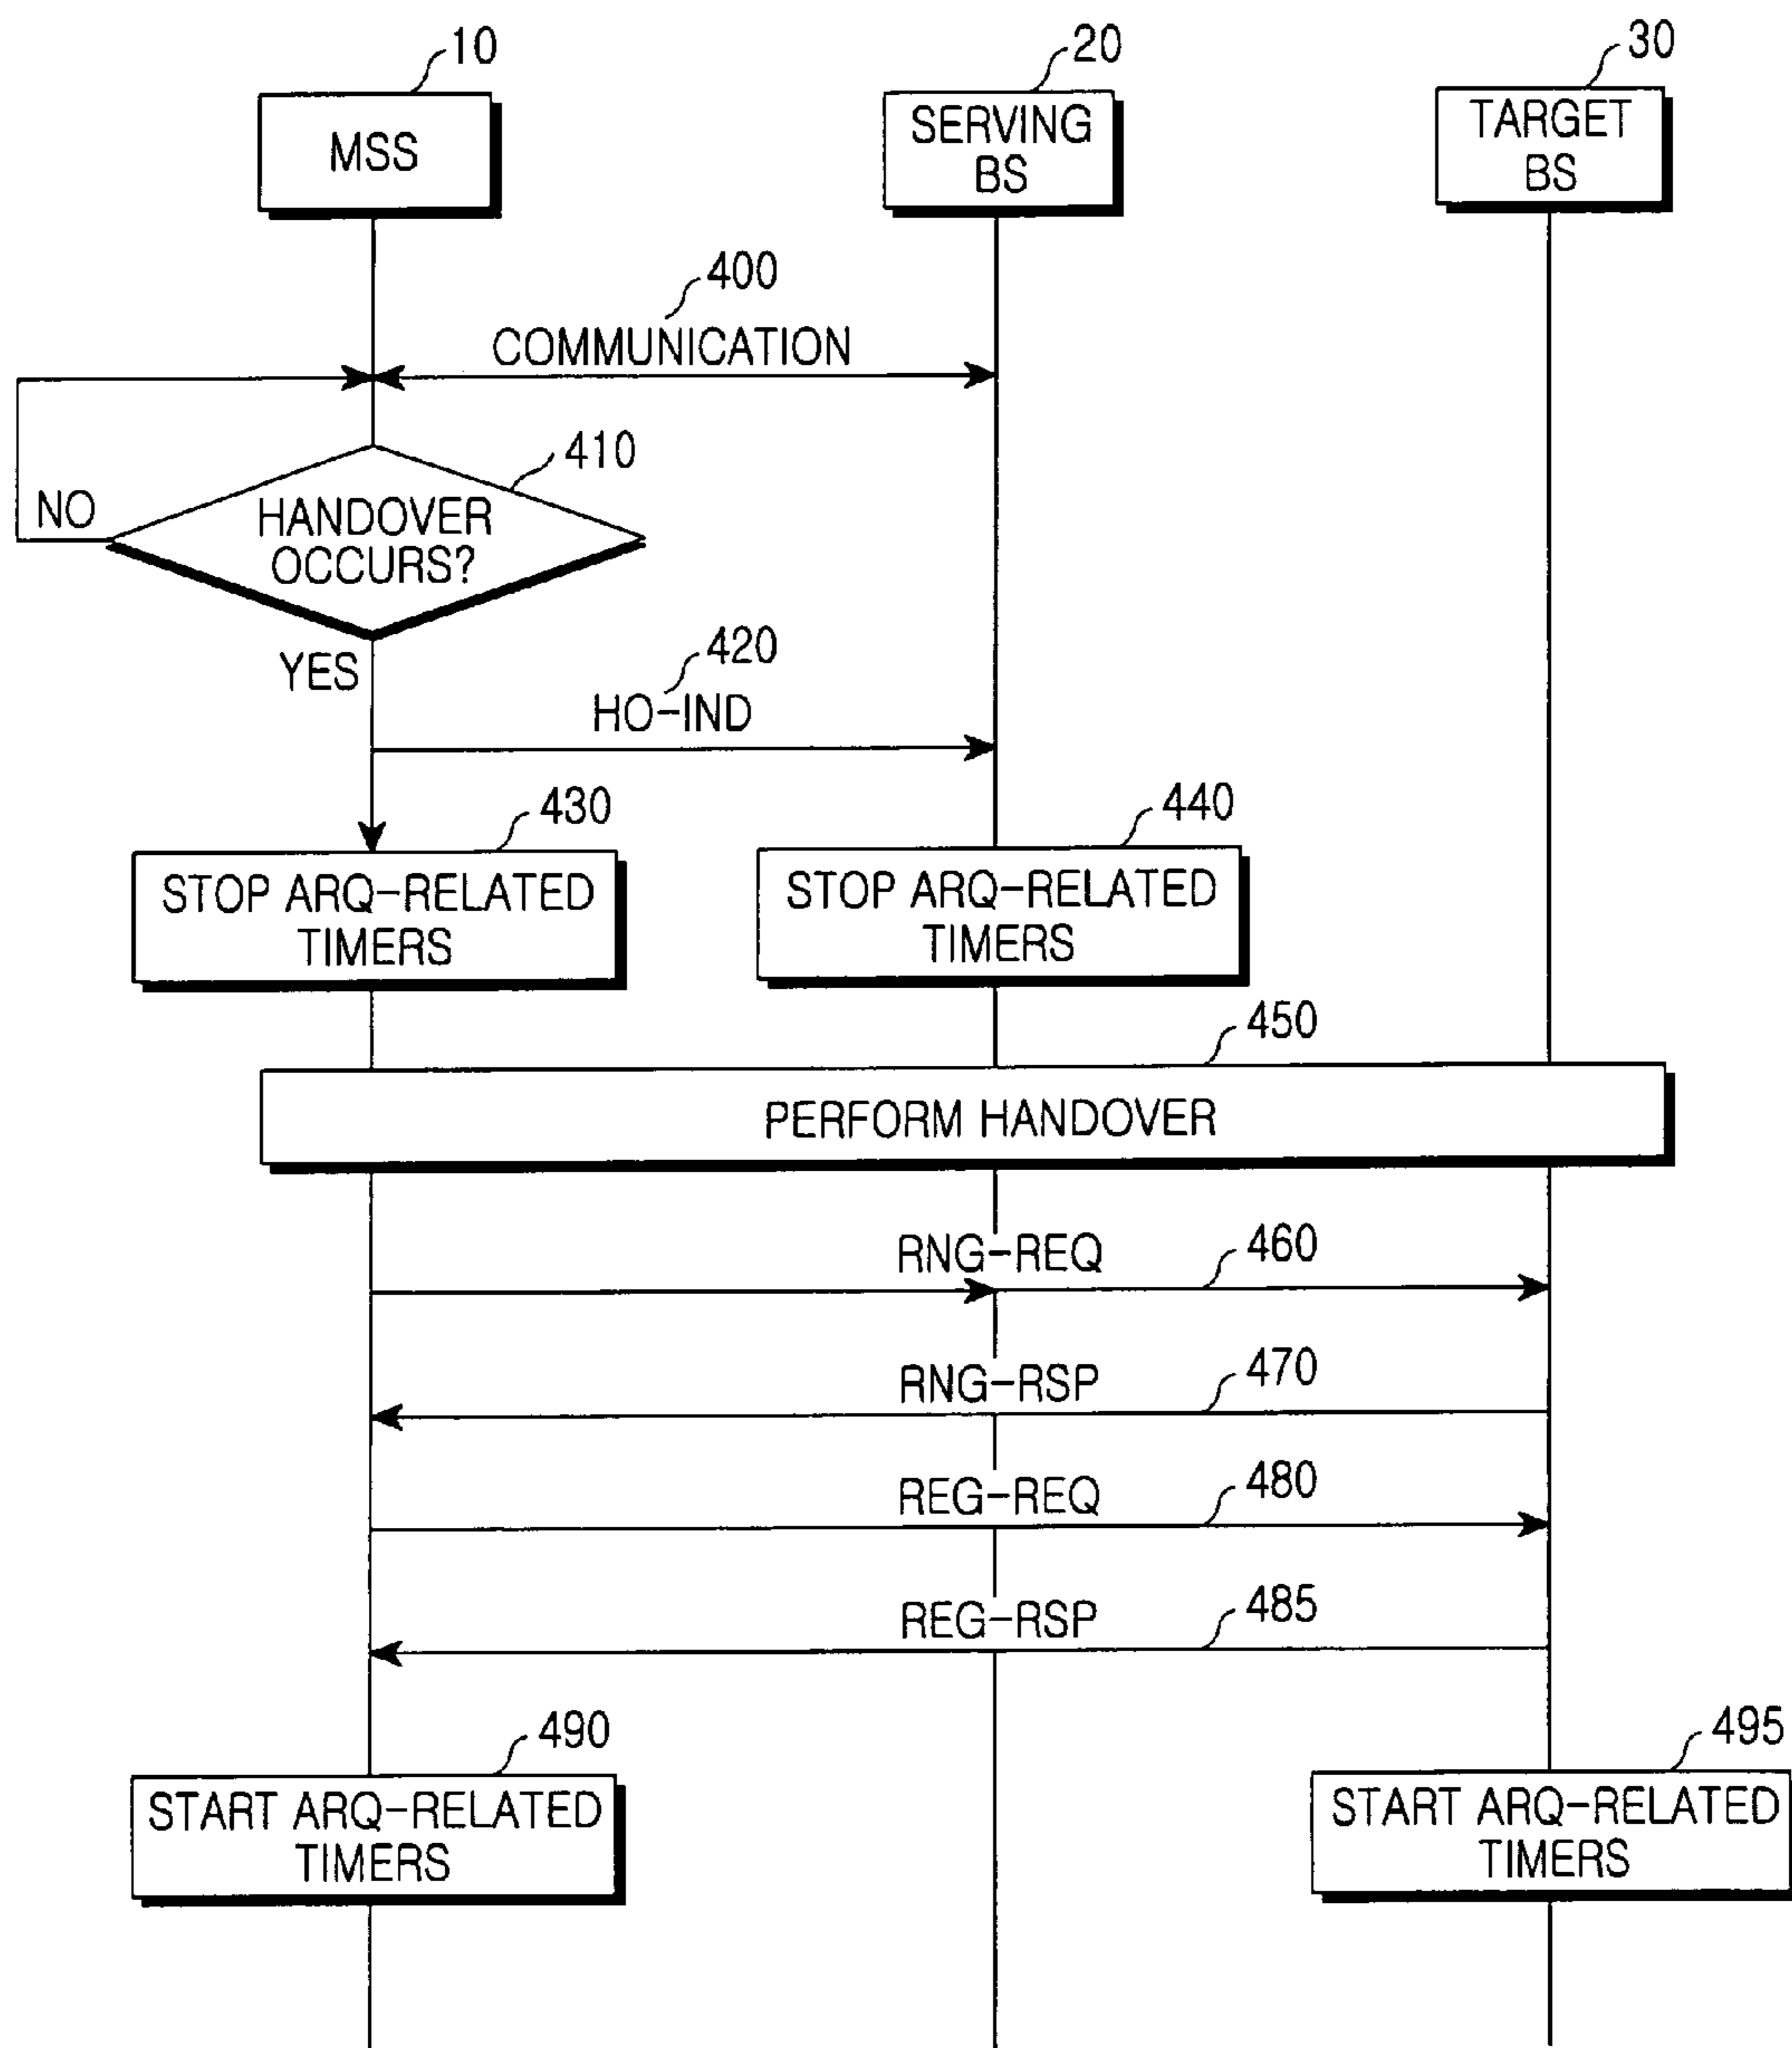 10
20
30
MSS
SERVING
BS
TARGET
BS
400
COMMUNICATION
410
NO
HANDOVER
OCCURS?
YES
420
HO-IND
430
440
STOP ARQ-RELATED
TIMERS
STOP ARQ-RELATED
TIMERS
450
PERFORM HANDOVER
RNG-REQ
460
RNG-RSP
470
REG-REQ
480
REG-RSP
485
490
495
START ARQ-RELATED
TIMERS
START ARQ-RELATED
TIMERS